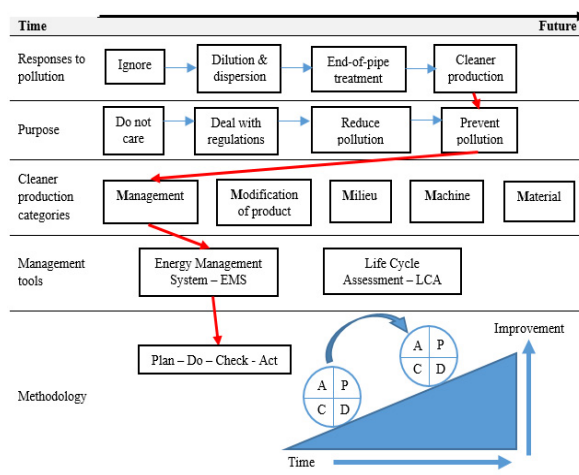 Time
Future
Responses to
pollution
Ignore
Dilution &
dispersion
End-of-pipe
treatment
Cleaner
production
Purpose
Do not
care
Deal with
regulations
Reduce
pollution
Prevent
pollution
Cleaner
production
categories
Management
Modification
of product
Milieu
Machine
Material
Management
tools
Energy Management
System – EMS
Life Cycle
Assessment – LCA
Methodology
Plan – Do – Check - Act
A P
C D
A P
C D
Improvement
Time